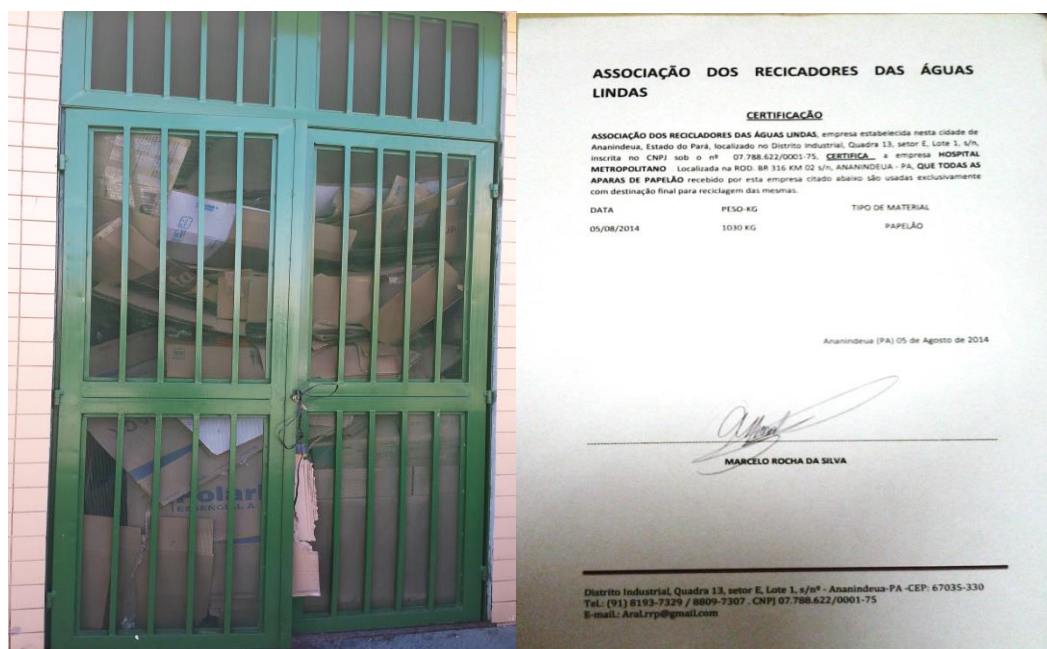 Polar
ASSOCIAÇÃO DOS RECICADORES DAS ÁGUAS
LINDAS
CERTIFICAÇÃO
ASSOCIAÇÃO DOS RECICLADORES DAS ÁGUAS LINDAS, empresa estabelecida nesta cidade de
Ananindeua, Estado do Pará, localizado no Distrito Industrial, Quadra 13, setor E, Lote 1, s/n,
inscrita no CNPJ sob o nº 07.788.622/0001-75, CERTIFICA a empresa HOSPITAL
METROPOLITANO Localizada na ROD. BR 316 KM 02 s/n, ANANINDEUA - PA, QUE TODAS AS
APARAS DE PAPELÃO recebido por esta empresa citado abaixo são usadas exclusivamente
com destinação final para reciclagem das mesmas.
DATA PESO-KG TIPO DE MATERIAL
05/08/2014 1030 KG PAPELÃO
Ananindeua (PA) 05 de Agosto de 2014
MARCELO ROCHA DA SILVA
Distrito Industrial, Quadra 13, setor E, Lote 1, s/nº - Ananindeua-PA -CEP: 67035-330
Tel.: (91) 8193-7329 / 8809-7307 . CNPJ 07.788.622/0001-75
E-mail.: Aral.rrp@gmail.com